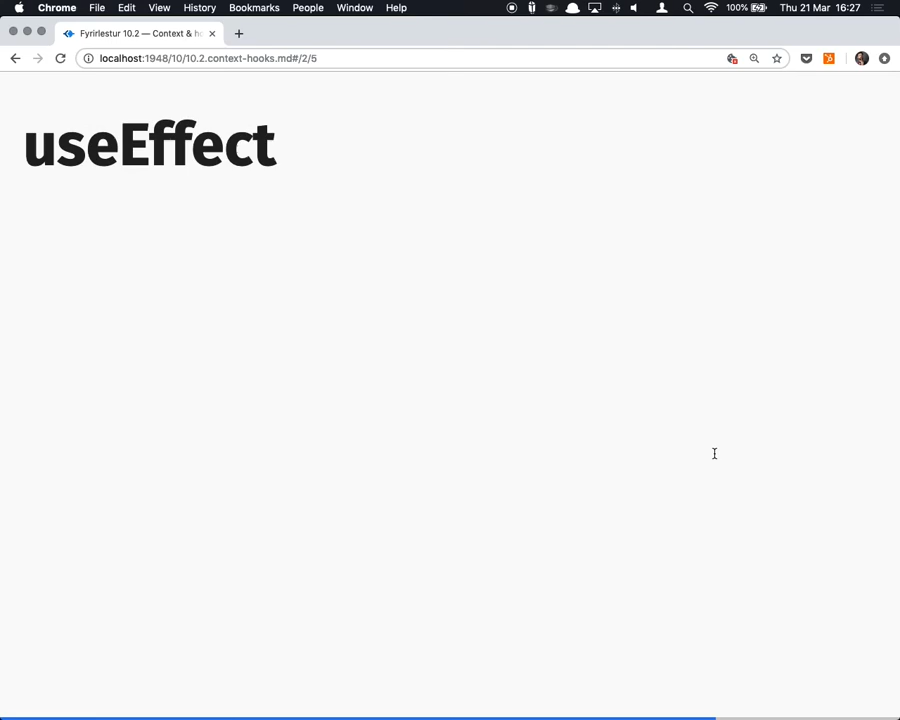 Chrome File Edit View History Bookmarks People Window Help 100% Thu 21 Mar 16:27
Fyrirlestur 10.2 — Context & h
localhost:1948/10/10.2.context-hooks.md#/2/5
useEffect